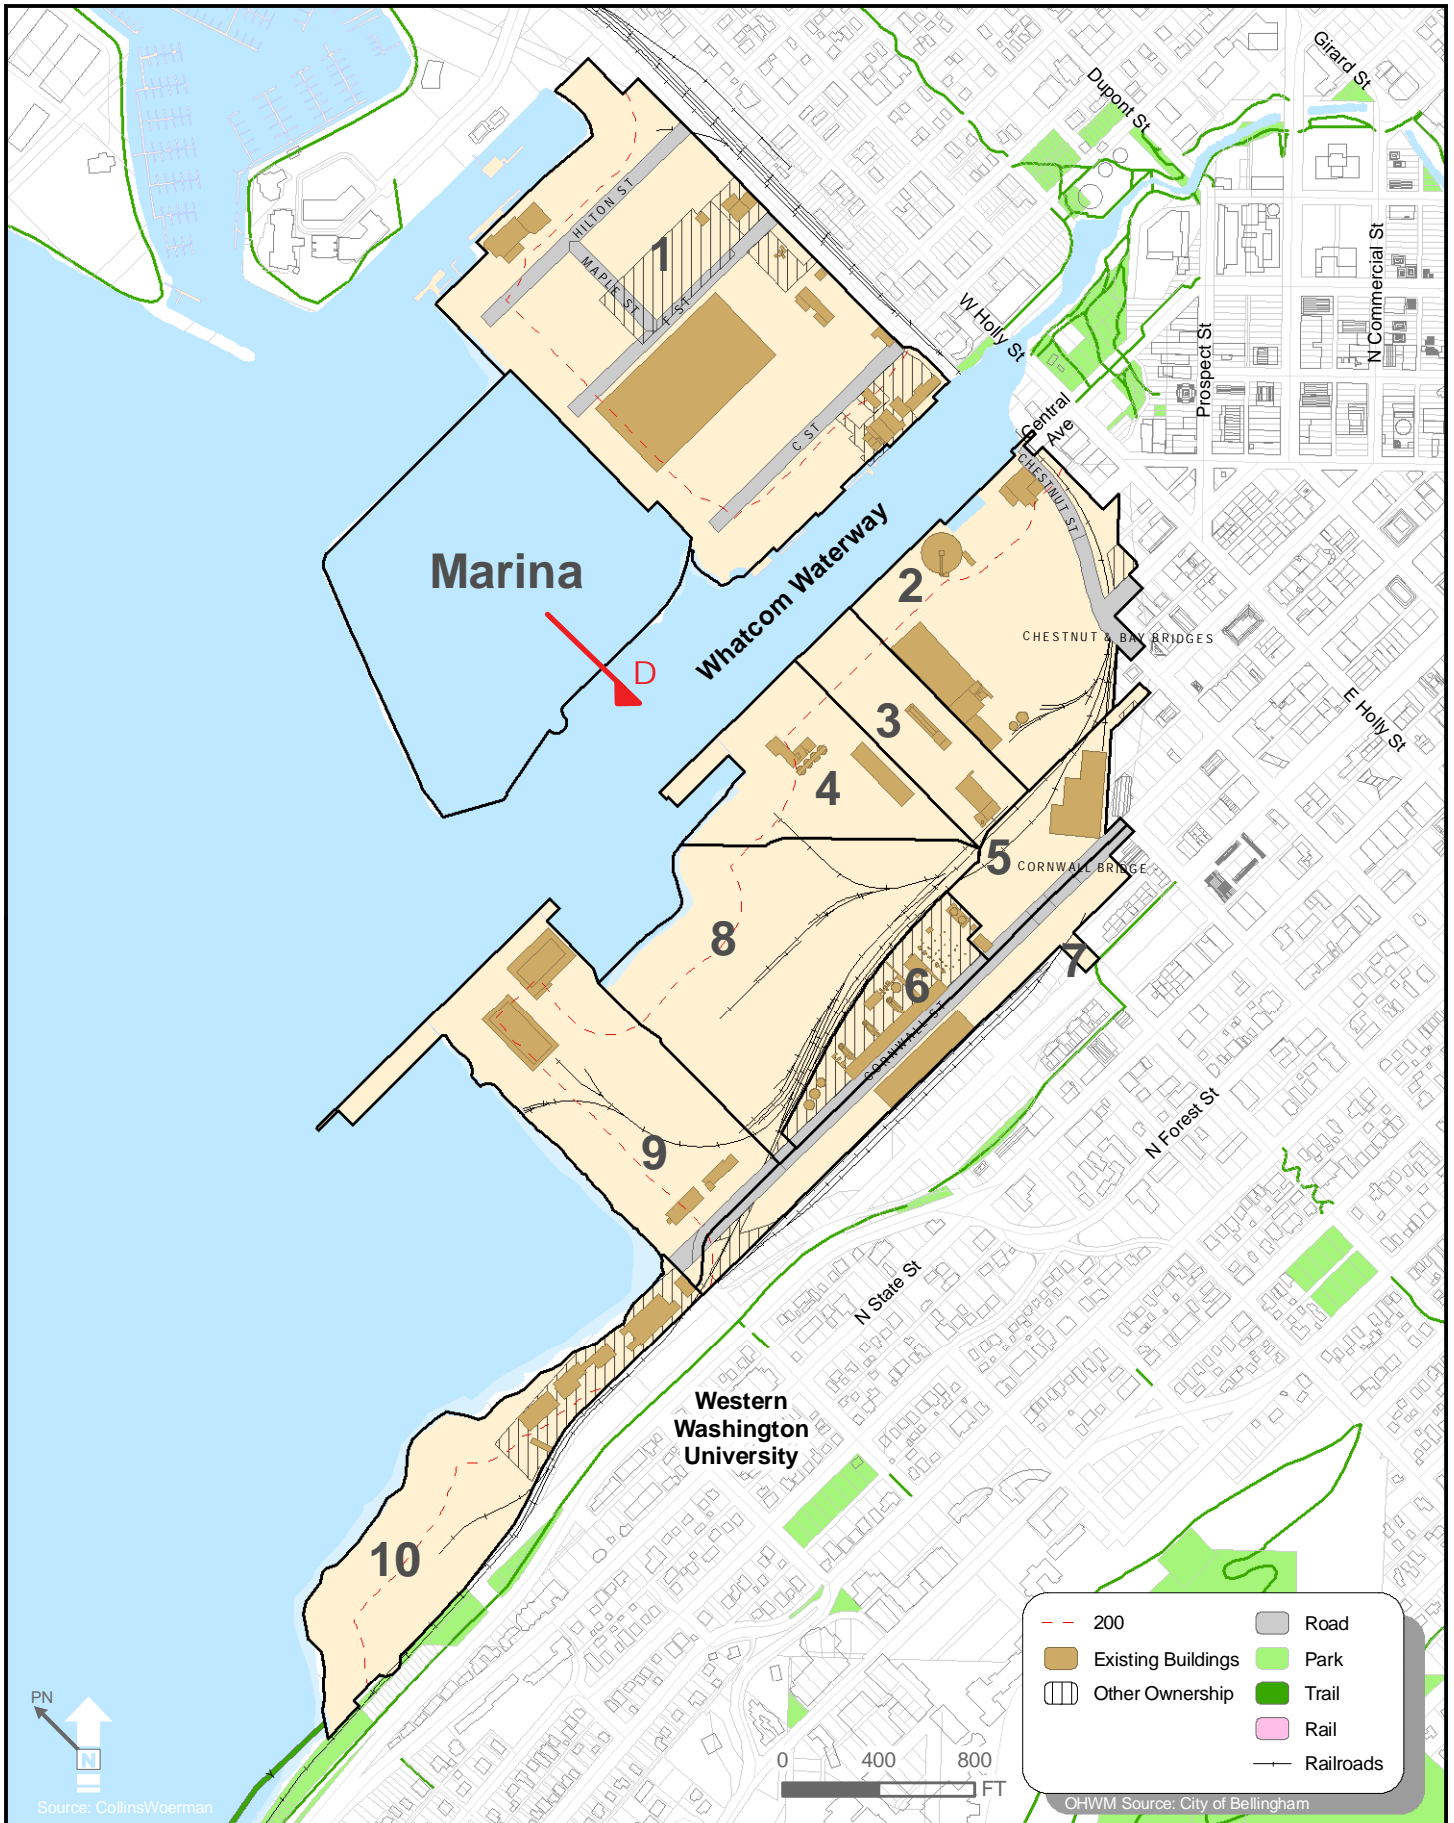 Girard St
Dupont St
N Commercial St
W Holly St
Prospect St
Central
Ave
HILTON ST
1
MAPLE ST
F ST
C ST
CHESTNUT ST
Marina
Whatcom Waterway
2
CHESTNUT & BAY BRIDGES
D
E Holly St
3
4
5
CORNWALL BRIDGE
8
7
6
CORNWALL ST
N Forest St
9
N State St
Western
Washington
University
10
200
Existing Buildings
Other Ownership
Road
Park
Trail
Rail
Railroads
PN
N
0 400 800
FT
Source: CollinsWoerman
OHWM Source: City of Bellingham